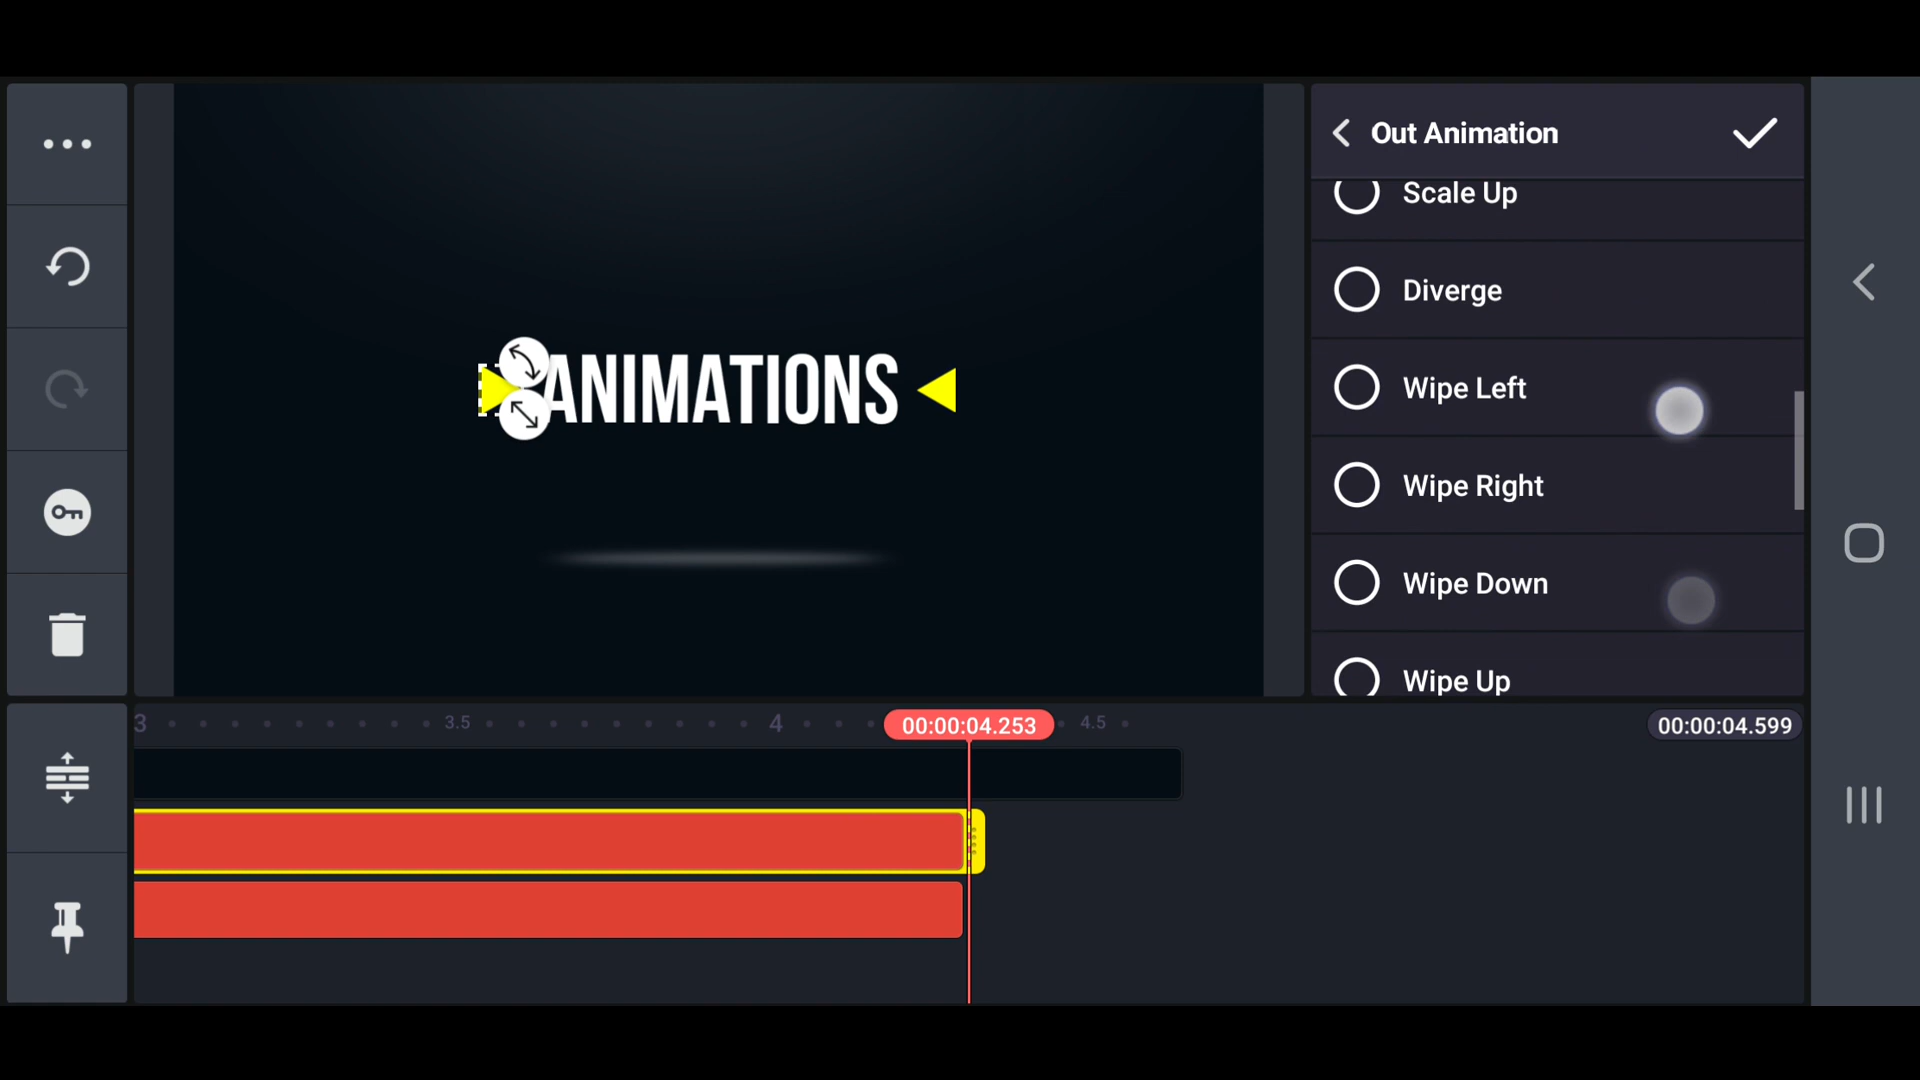 Out Animation
Scale Up
Diverge
Wipe Left
Wipe Right
Wipe Down
Wipe Up
ANIMATIONS
3
3.5
4
00:00:04.253
4.5
00:00:04.599